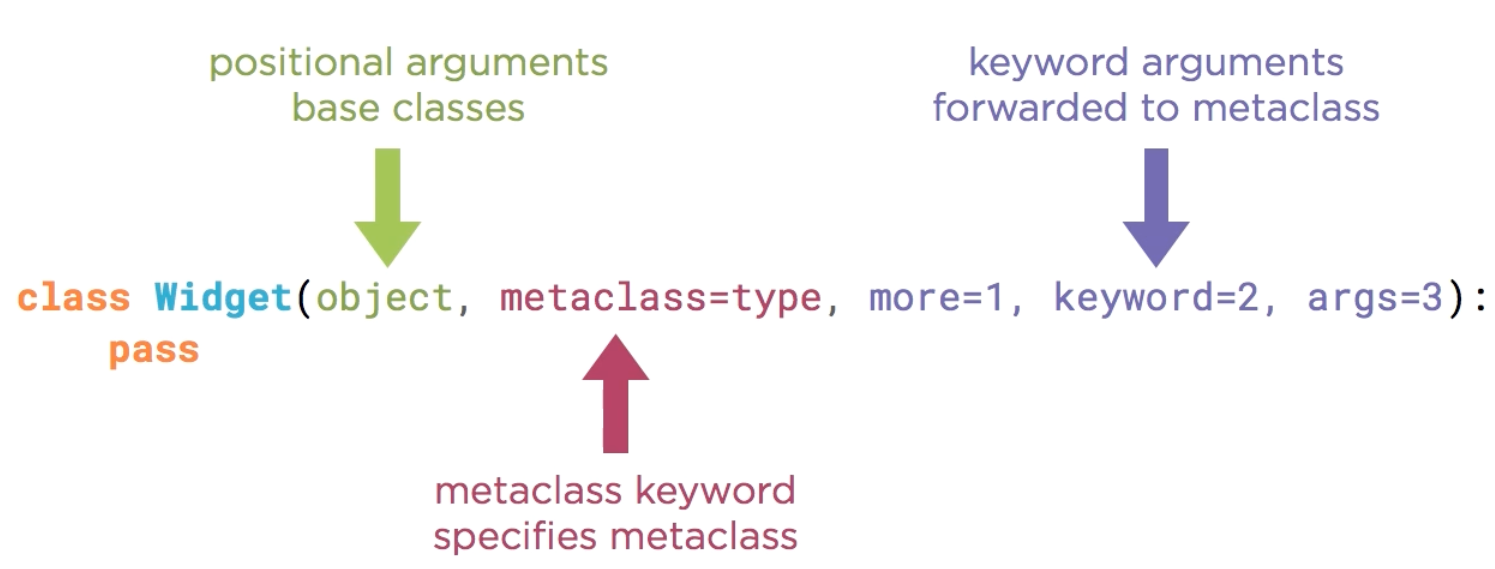 positional arguments
base classes
keyword arguments
forwarded to metaclass
class Widget(object, metaclass=type, more=1, keyword=2, args=3):
    pass
metaclass keyword
specifies metaclass